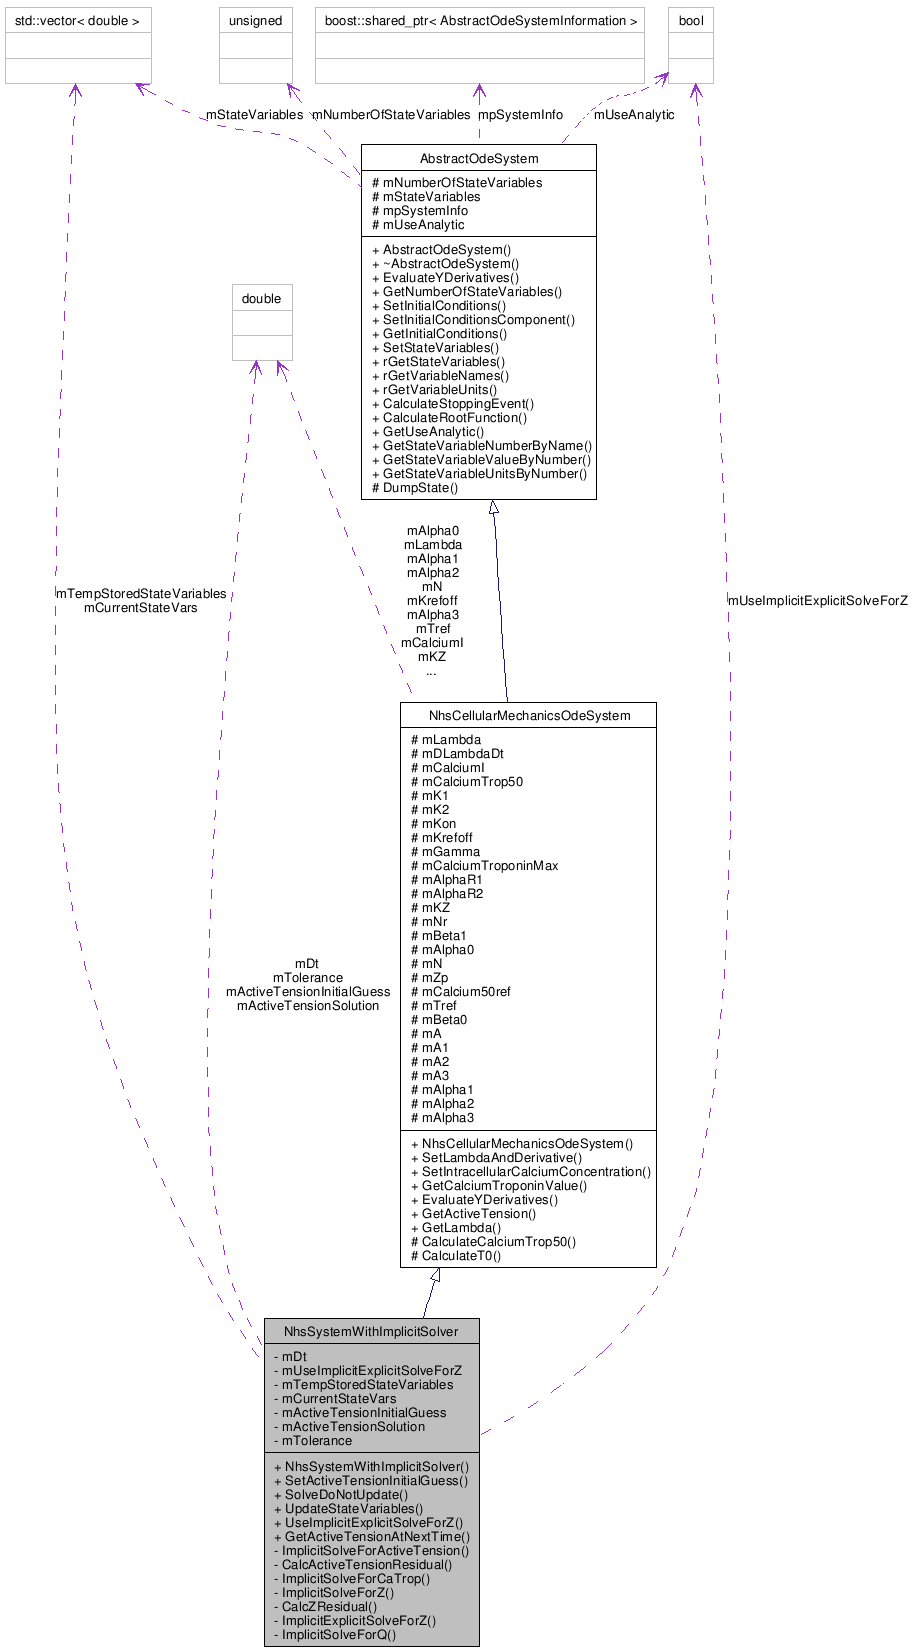 std::vector< double >
unsigned
boost::shared_ptr< AbstractOdeSystemInformation >
bool
mStateVariables
mNumberOfStateVariables
mpSystemInfo
mUseAnalytic
AbstractOdeSystem
# mNumberOfStateVariables
# mStateVariables
# mpSystemInfo
# mUseAnalytic
+ AbstractOdeSystem()
+ ~AbstractOdeSystem()
+ EvaluateYDerivatives()
+ GetNumberOfStateVariables()
+ SetInitialConditions()
+ SetInitialConditionsComponent()
+ GetInitialConditions()
+ SetStateVariables()
+ rGetStateVariables()
+ rGetVariableNames()
+ rGetVariableUnits()
+ CalculateStoppingEvent()
+ CalculateRootFunction()
+ GetUseAnalytic()
+ GetStateVariableNumberByName()
+ GetStateVariableValueByNumber()
+ GetStateVariableUnitsByNumber()
# DumpState()
double
mAlpha0
mLambda
mAlpha1
mAlpha2
mN
mKrefoff
mAlpha3
mTref
mCalciumI
mKZ
...
mTempStoredStateVariables
mCurrentStateVars
mUseImplicitExplicitSolveForZ
NhsCellularMechanicsOdeSystem
# mLambda
# mDLambdaDt
# mCalciumI
# mCalciumTrop50
# mK1
# mK2
# mKon
# mKrefoff
# mGamma
# mCalciumTroponinMax
# mAlphaR1
# mAlphaR2
# mKZ
# mNr
# mBeta1
# mAlpha0
# mN
# mZp
# mCalcium50ref
# mTref
# mBeta0
# mA
# mA1
# mA2
# mA3
# mAlpha1
# mAlpha2
# mAlpha3
+ NhsCellularMechanicsOdeSystem()
+ SetLambdaAndDerivative()
+ SetIntracellularCalciumConcentration()
+ GetCalciumTroponinValue()
+ EvaluateYDerivatives()
+ GetActiveTension()
+ GetLambda()
# CalculateCalciumTrop50()
# CalculateT0()
mDt
mTolerance
mActiveTensionInitialGuess
mActiveTensionSolution
NhsSystemWithImplicitSolver
- mDt
- mUseImplicitExplicitSolveForZ
- mTempStoredStateVariables
- mCurrentStateVars
- mActiveTensionInitialGuess
- mActiveTensionSolution
- mTolerance
+ NhsSystemWithImplicitSolver()
+ SetActiveTensionInitialGuess()
+ SolveDoNotUpdate()
+ UpdateStateVariables()
+ UseImplicitExplicitSolveForZ()
+ GetActiveTensionAtNextTime()
- ImplicitSolveForActiveTension()
- CalcActiveTensionResidual()
- ImplicitSolveForCaTrop()
- ImplicitSolveForZ()
- CalcZResidual()
- ImplicitExplicitSolveForZ()
- ImplicitSolveForQ()